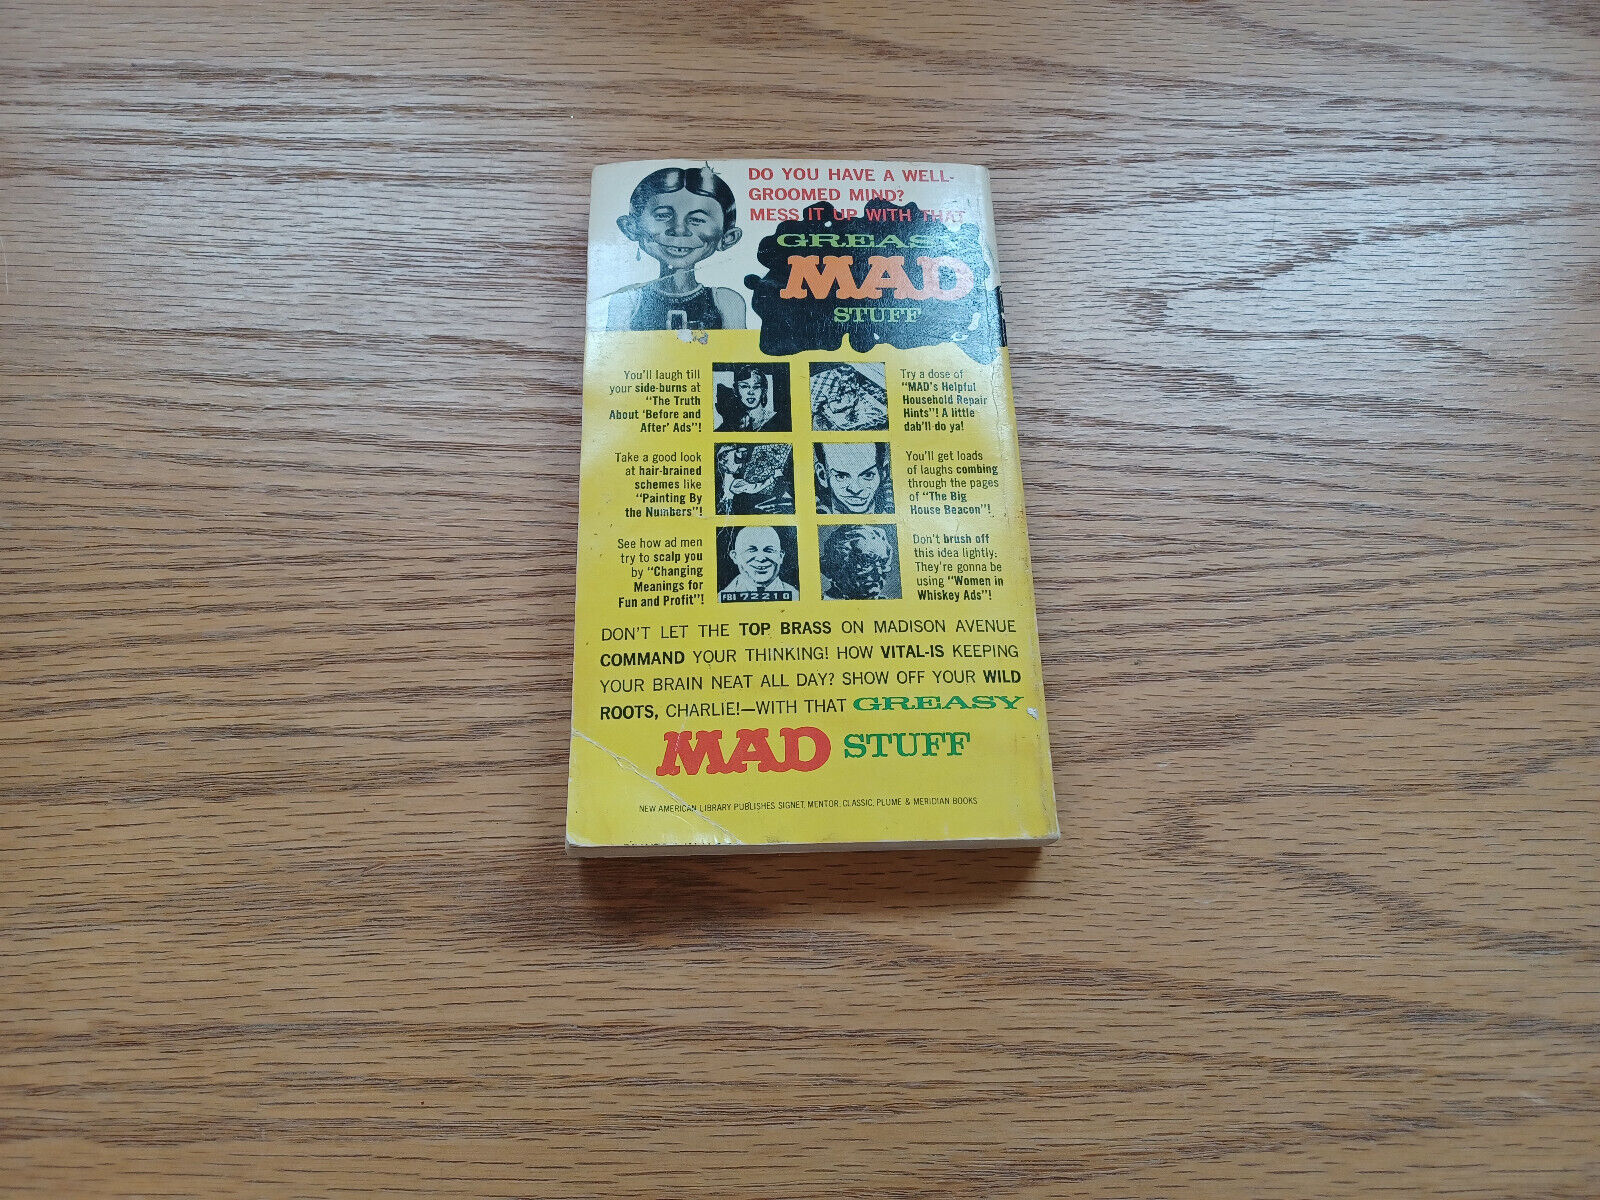 DO YOU HAVE A WELL-
GROOMED MIND?
MESS IT UP WITH THAT
GREASY
MAD
STUFF
You'll laugh till
your side-burns at
"The Truth
About 'Before and
After' Ads"!
Try a dose of
"MAD's Helpful
Household Repair
Hints"! A little
dab'll do ya!
Take a good look
at hair-brained
schemes like
"Painting By
the Numbers"!
You'll get loads
of laughs combing
through the pages
of "The Big
House Beacon"!
See how ad men
try to scalp you
by "Changing
Meanings for
Fun and Profit"!
FBI 72210
Don't brush off
this idea lightly:
They're gonna be
using "Women in
Whiskey Ads"!
DON'T LET THE TOP BRASS ON MADISON AVENUE
COMMAND YOUR THINKING! HOW VITAL-IS KEEPING
YOUR BRAIN NEAT ALL DAY? SHOW OFF YOUR WILD
ROOTS, CHARLIE!—WITH THAT GREASY
MAD STUFF
NEW AMERICAN LIBRARY PUBLISHES SIGNET, MENTOR, CLASSIC, PLUME & MERIDIAN BOOKS